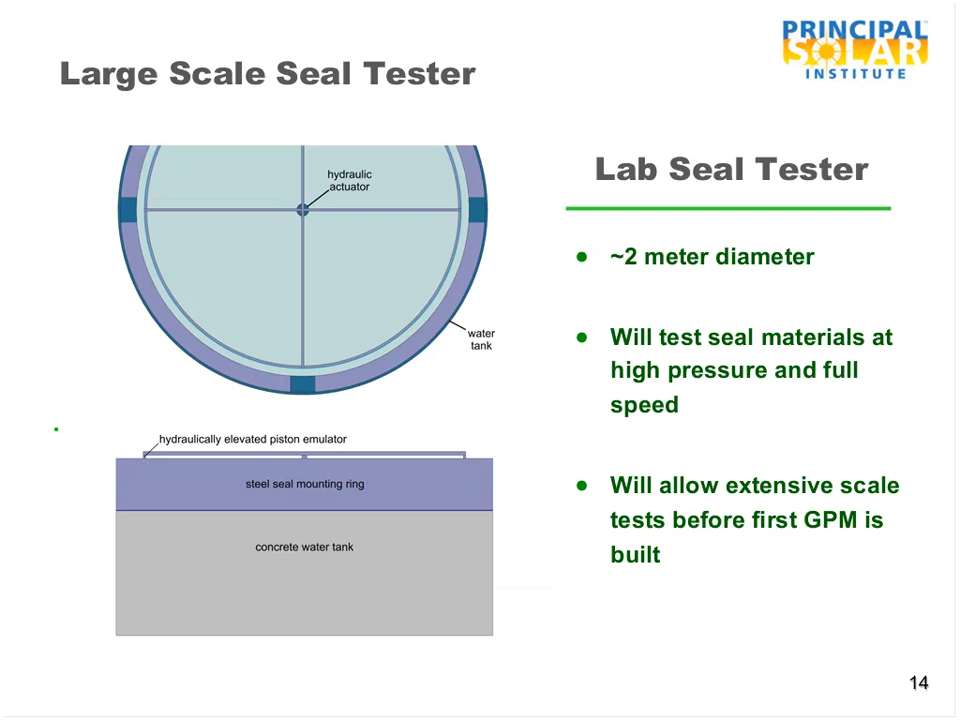 PRINCIPAL™
SOLAR
INSTITUTE
Large Scale Seal Tester
hydraulic
actuator
water
tank
hydraulically elevated piston emulator
steel seal mounting ring
concrete water tank
Lab Seal Tester
● ~2 meter diameter
● Will test seal materials at
high pressure and full
speed
● Will allow extensive scale
tests before first GPM is
built
14